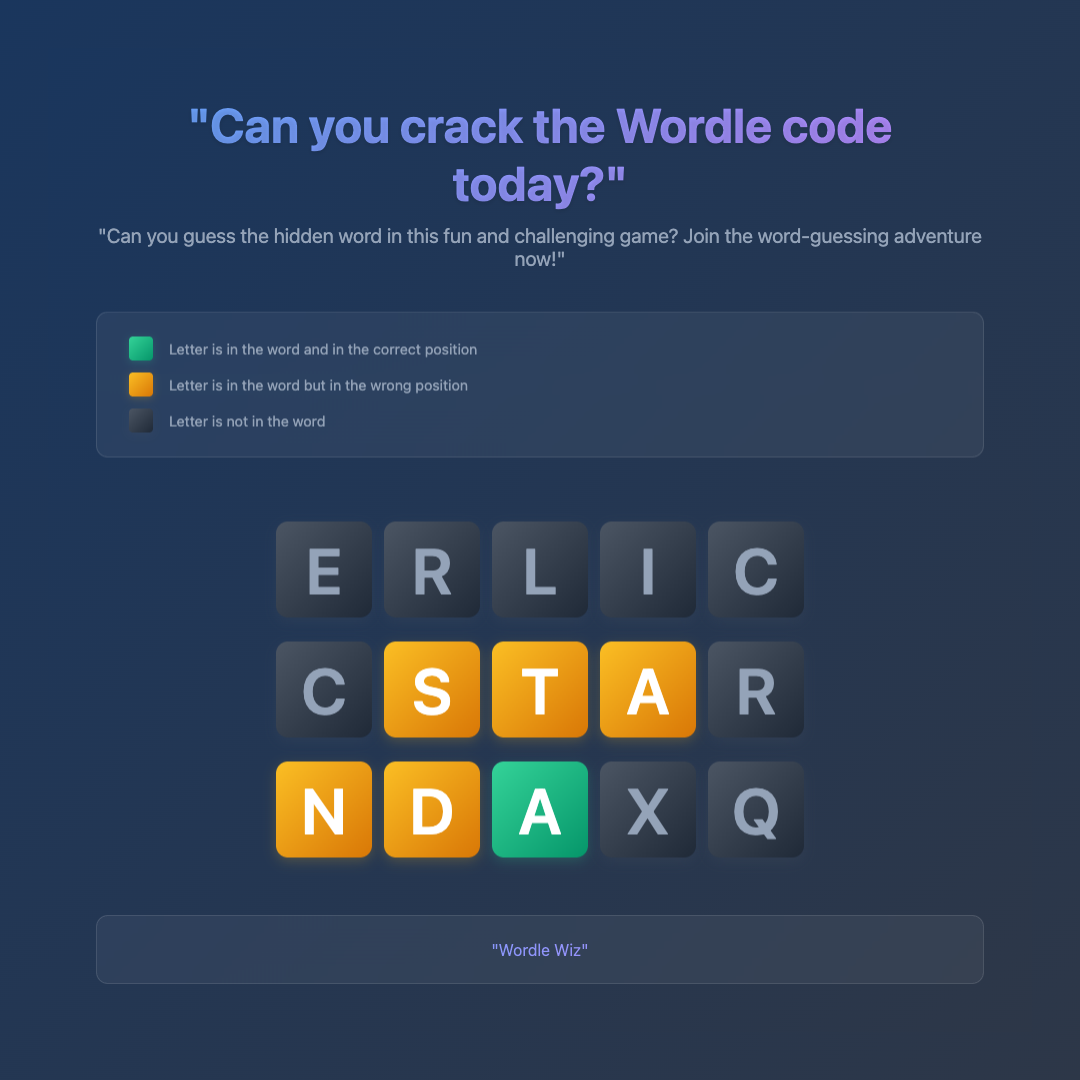 "Can you crack the Wordle code
today?"
"Can you guess the hidden word in this fun and challenging game? Join the word-guessing adventure
now!"
Letter is in the word and in the correct position
Letter is in the word but in the wrong position
Letter is not in the word
E R L I C
C S T A R
N D A X Q
"Wordle Wiz"